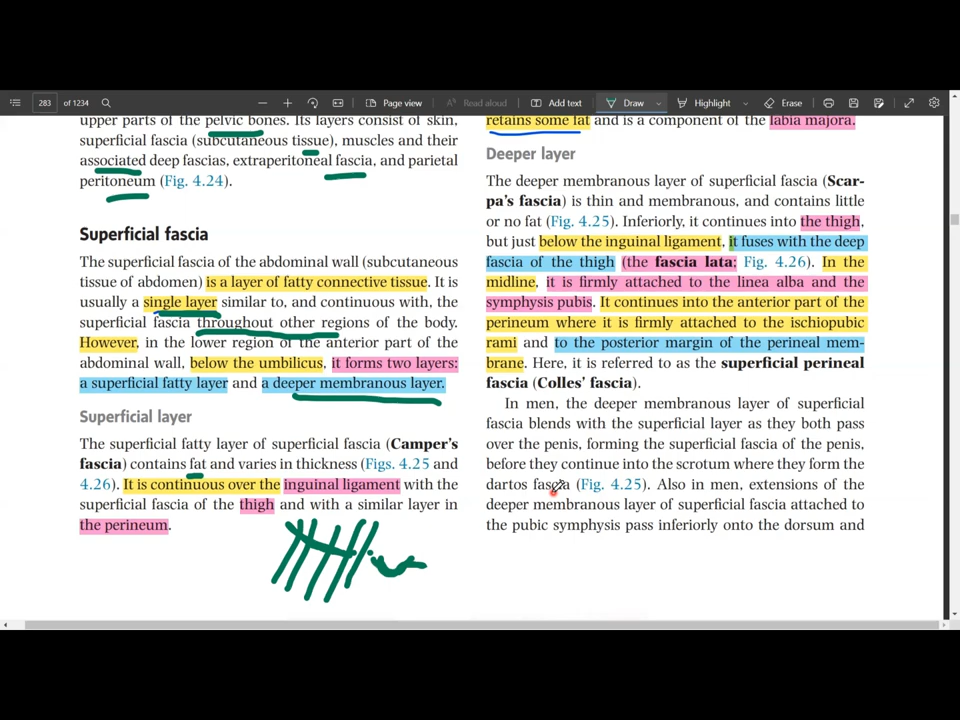 283 of 1234
Page view
Read aloud
Add text
Draw
Highlight
Erase
upper parts of the pelvic bones. Its layers consist of skin,
superficial fascia (subcutaneous tissue), muscles and their
associated deep fascias, extraperitoneal fascia, and parietal
peritoneum (Fig. 4.24).
Superficial fascia
The superficial fascia of the abdominal wall (subcutaneous
tissue of abdomen) is a layer of fatty connective tissue. It is
usually a single layer similar to, and continuous with, the
superficial fascia throughout other regions of the body.
However, in the lower region of the anterior part of the
abdominal wall, below the umbilicus, it forms two layers:
a superficial fatty layer and a deeper membranous layer.
Superficial layer
The superficial fatty layer of superficial fascia (Camper's
fascia) contains fat and varies in thickness (Figs. 4.25 and
4.26). It is continuous over the inguinal ligament with the
superficial fascia of the thigh and with a similar layer in
the perineum.
retains some fat and is a component of the labia majora.
Deeper layer
The deeper membranous layer of superficial fascia (Scar-
pa's fascia) is thin and membranous, and contains little
or no fat (Fig. 4.25). Inferiorly, it continues into the thigh,
but just below the inguinal ligament, it fuses with the deep
fascia of the thigh (the fascia lata; Fig. 4.26). In the
midline, it is firmly attached to the linea alba and the
symphysis pubis. It continues into the anterior part of the
perineum where it is firmly attached to the ischiopubic
rami and to the posterior margin of the perineal mem-
brane. Here, it is referred to as the superficial perineal
fascia (Colles' fascia).
In men, the deeper membranous layer of superficial
fascia blends with the superficial layer as they both pass
over the penis, forming the superficial fascia of the penis,
before they continue into the scrotum where they form the
dartos fascia (Fig. 4.25). Also in men, extensions of the
deeper membranous layer of superficial fascia attached to
the pubic symphysis pass inferiorly onto the dorsum and